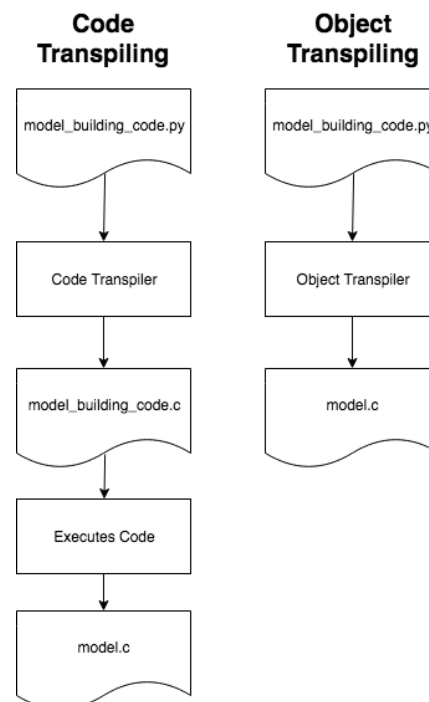 Code
Transpiling
model_building_code.py
Code Transpiler
model_building_code.c
Executes Code
model.c
Object
Transpiling
model_building_code.py
Object Transpiler
model.c